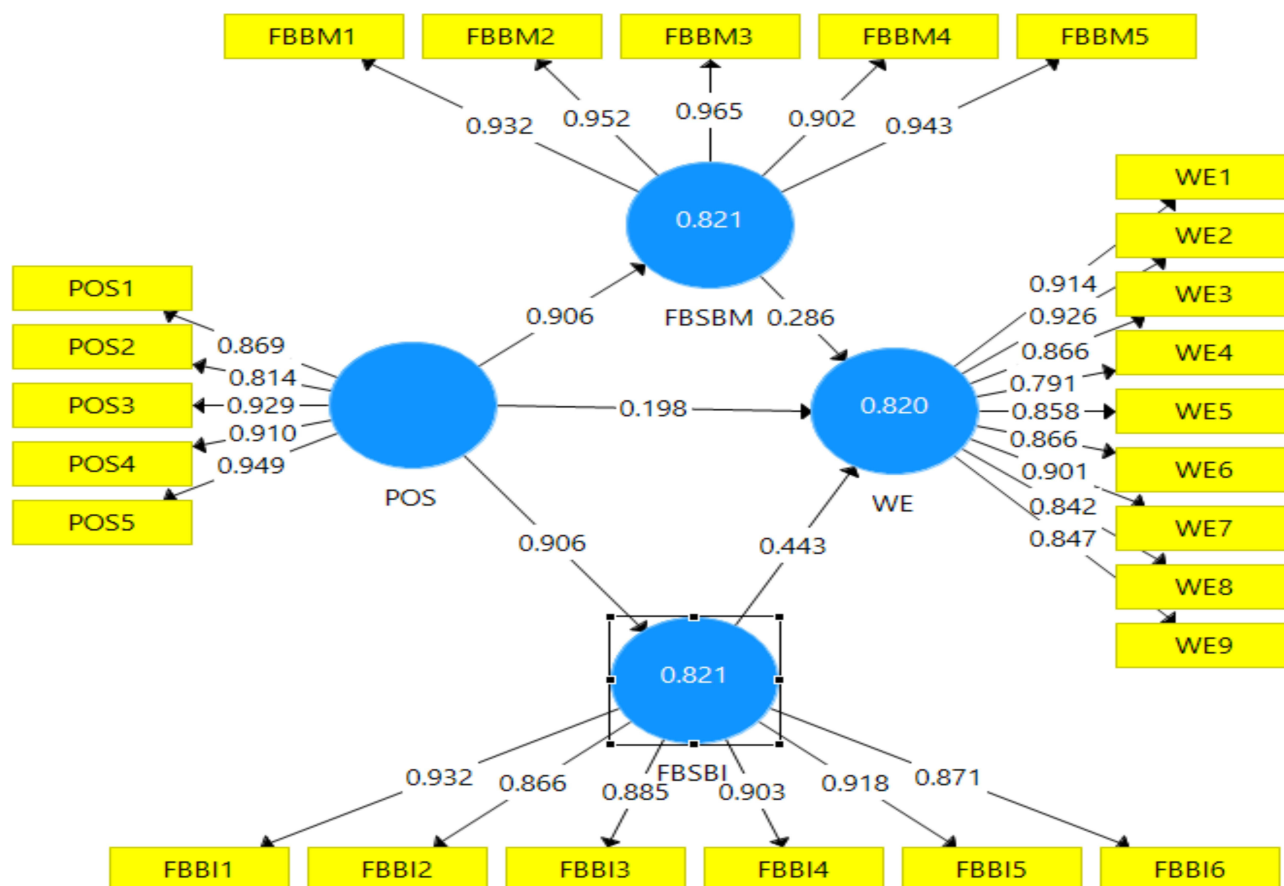 FBBM1 FBBM2 FBBM3 FBBM4 FBBM5
0.932 0.952 0.965 0.902 0.943
0.821
FBSBM
POS1
POS2
POS3
POS4
POS5
0.869
0.814
0.929
0.910
0.949
POS
0.906
0.286
0.198
0.906
0.443
0.820
WE
0.914
0.926
0.866
0.791
0.858
0.866
0.901
0.842
0.847
WE1
WE2
WE3
WE4
WE5
WE6
WE7
WE8
WE9
0.821
FBSBI
0.932 0.866 0.885 0.903 0.918 0.871
FBBI1 FBBI2 FBBI3 FBBI4 FBBI5 FBBI6